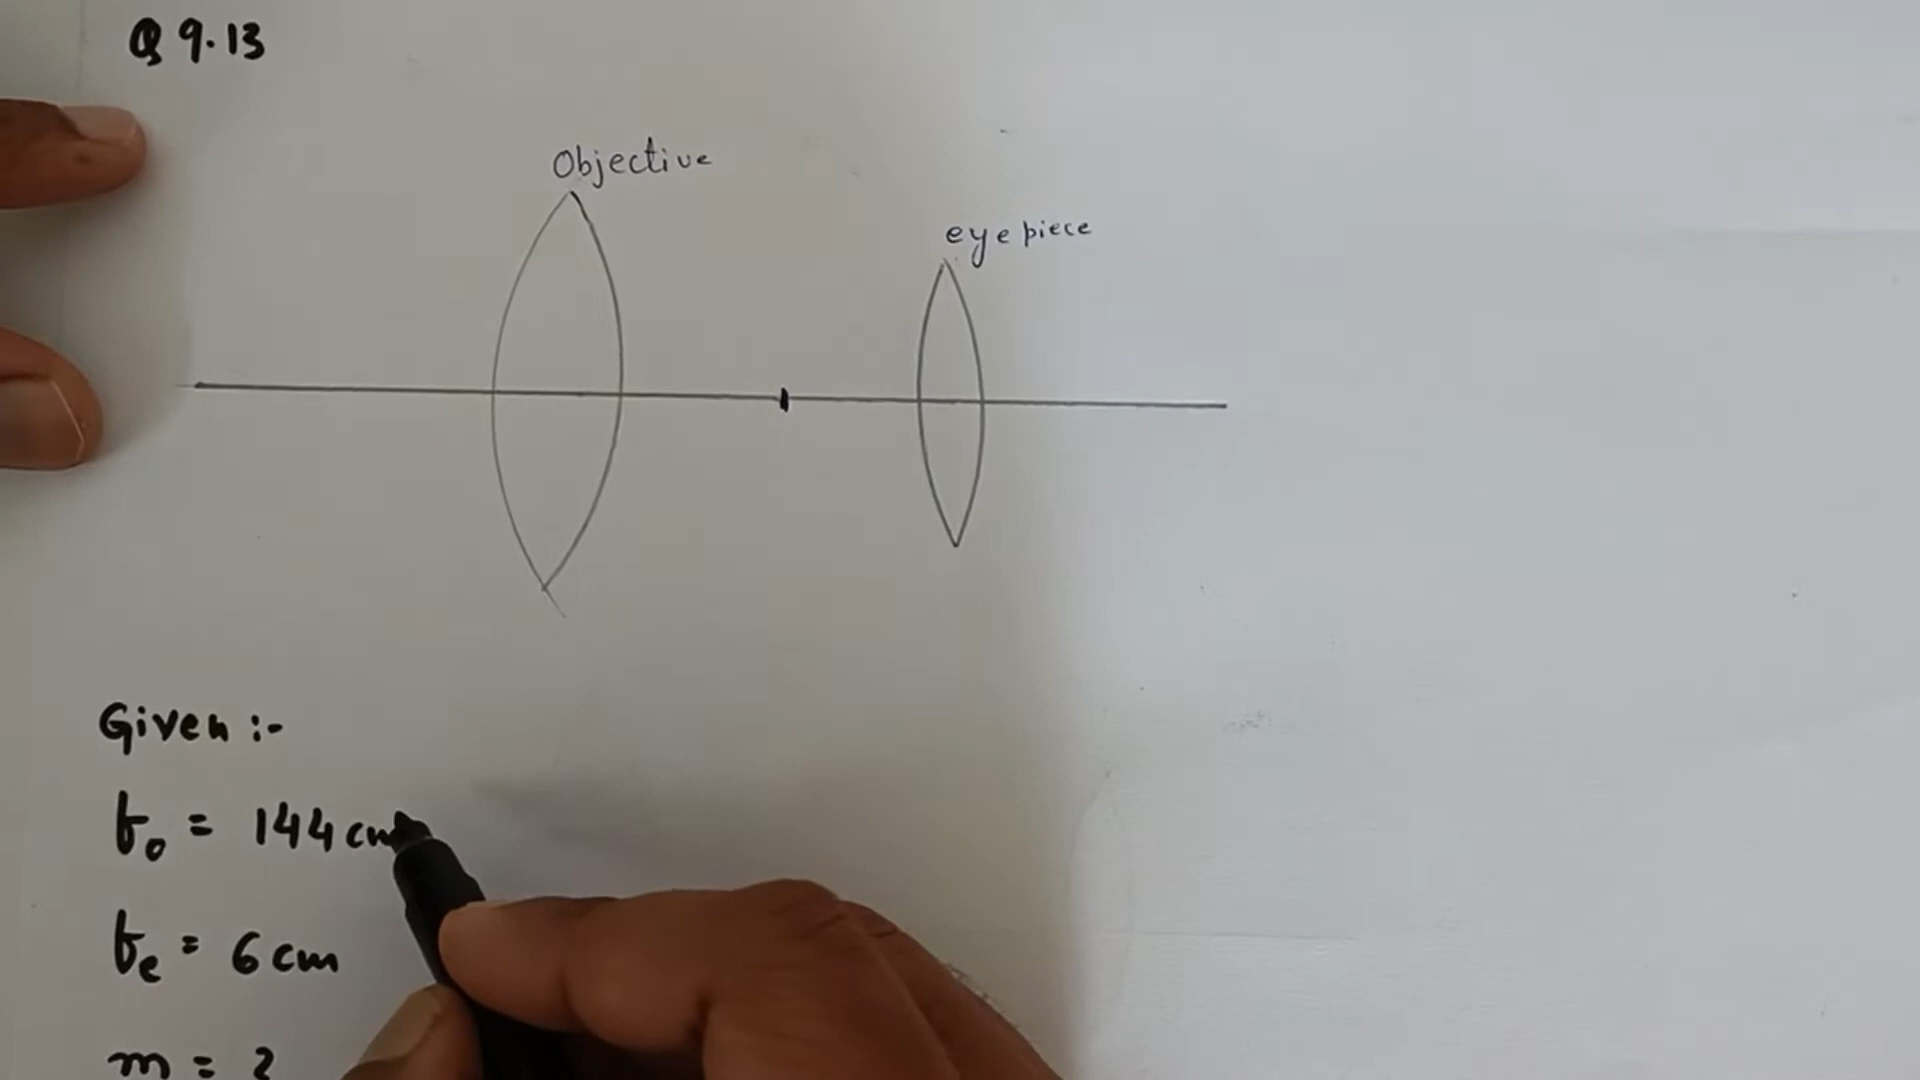 Q 9.13
Objective
eye piece
Given :-
fo = 144 cm
fe = 6 cm
m = ?